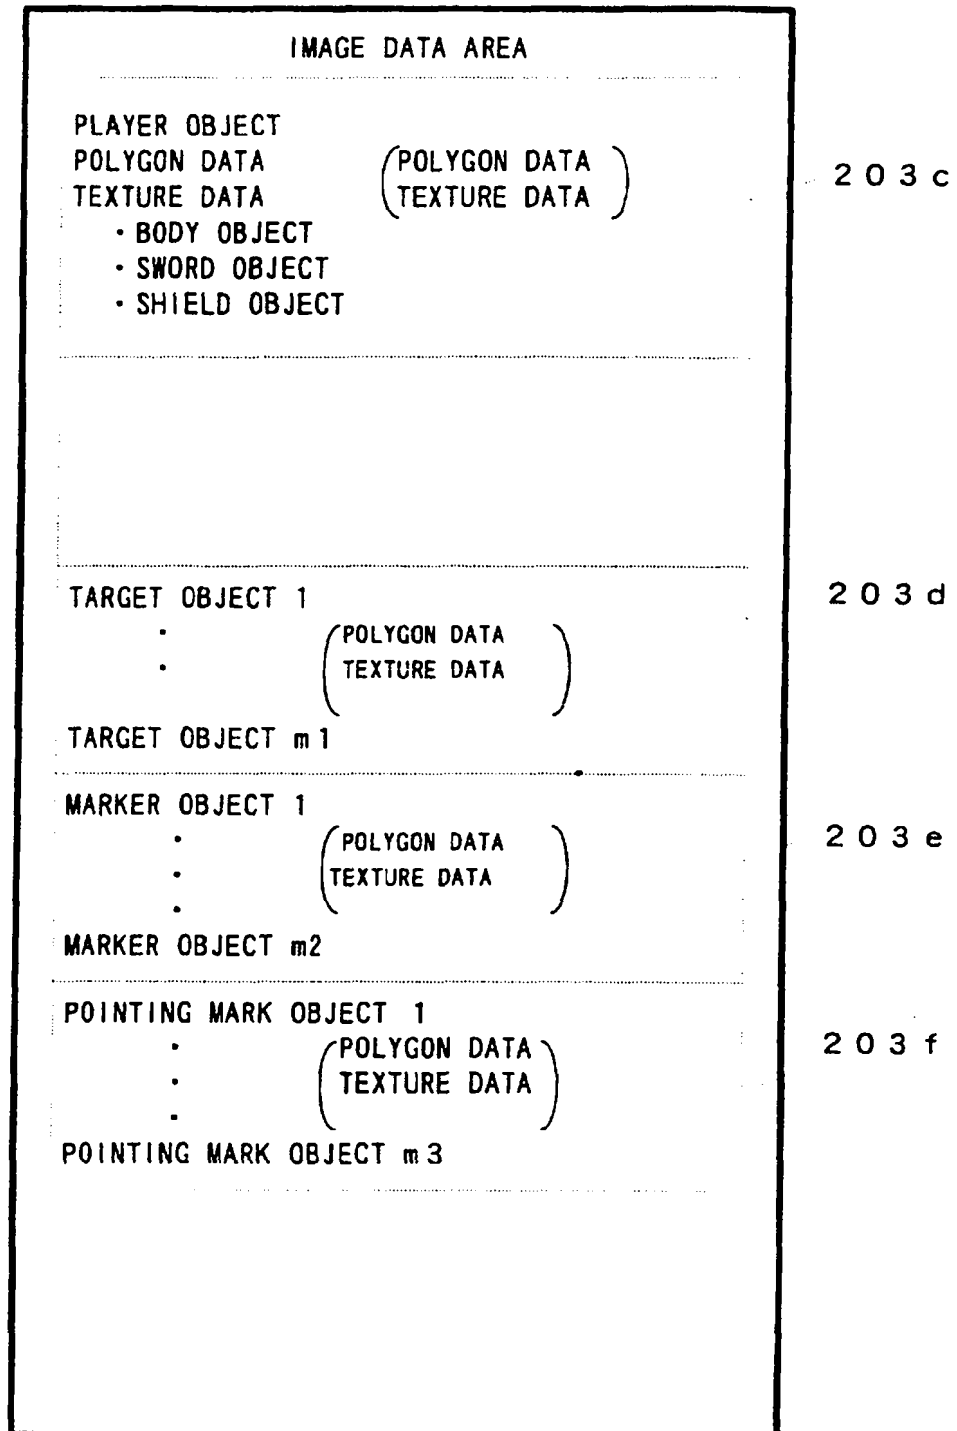 IMAGE DATA AREA
PLAYER OBJECT
POLYGON DATA (POLYGON DATA
TEXTURE DATA TEXTURE DATA) 203c
・BODY OBJECT
・SWORD OBJECT
・SHIELD OBJECT
TARGET OBJECT 1 203d
・ (POLYGON DATA
・ TEXTURE DATA)
TARGET OBJECT m1
MARKER OBJECT 1
・ (POLYGON DATA 203e
・ TEXTURE DATA
・ )
MARKER OBJECT m2
POINTING MARK OBJECT 1
・ (POLYGON DATA 203f
・ TEXTURE DATA
・ )
POINTING MARK OBJECT m3